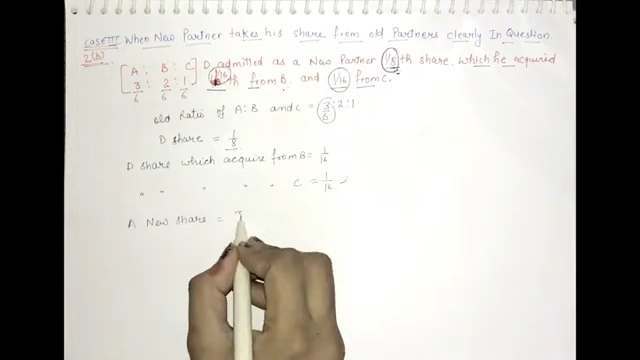 CASE III When New Partner takes his share from old Partners clearly In Question.
2(b) A : B : C D admitted as a New Partner 1/8 th share which he acquired
3/6 : 2/6 : 1/6 1/16 th from B. and 1/16 from C.
old Ratio of A:B and C = 3/6 : 2 : 1
D share = 1/8
D share which acquire from B = 1/16
" " " " " C = 1/16
A New share = 3